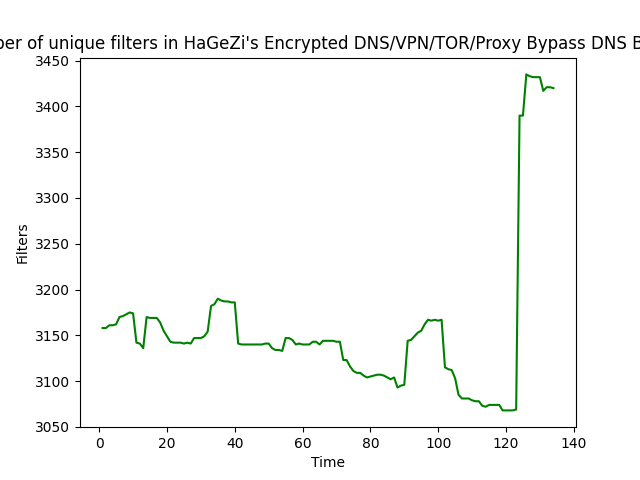 ber of unique filters in HaGeZi's Encrypted DNS/VPN/TOR/Proxy Bypass DNS B
3450
3400
3350
3300
3250
3200
3150
3100
3050
Filters
0 20 40 60 80 100 120 140
Time